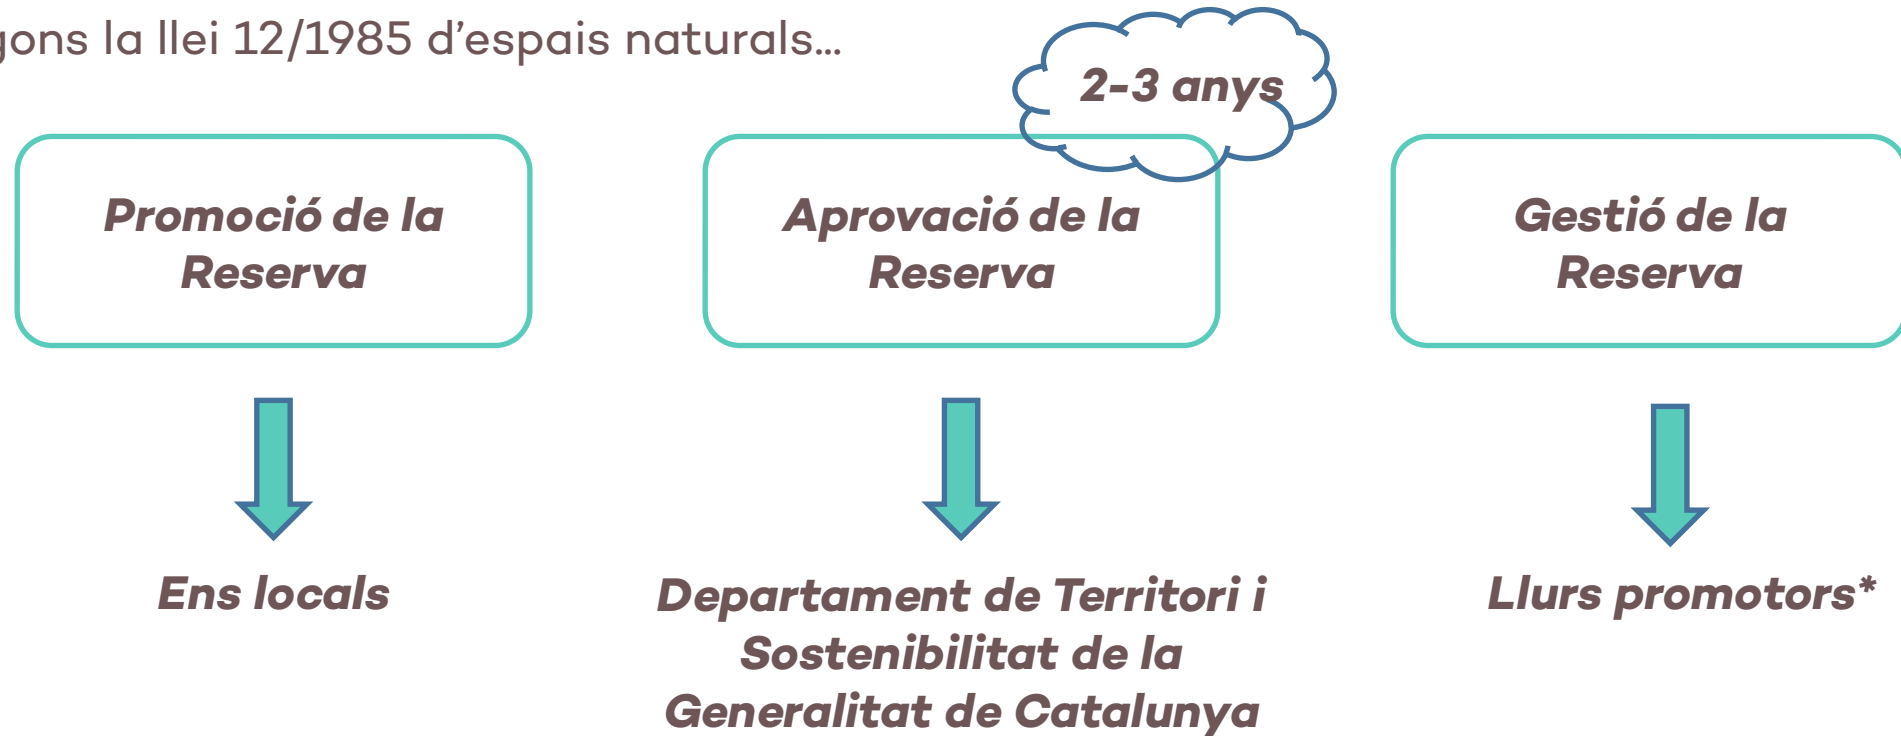 gons la llei 12/1985 d'espais naturals...
2-3 anys
Promoció de la
Reserva
Aprovació de la
Reserva
Gestió de la
Reserva
Ens locals
Departament de Territori i
Sostenibilitat de la
Generalitat de Catalunya
Llurs promotors*